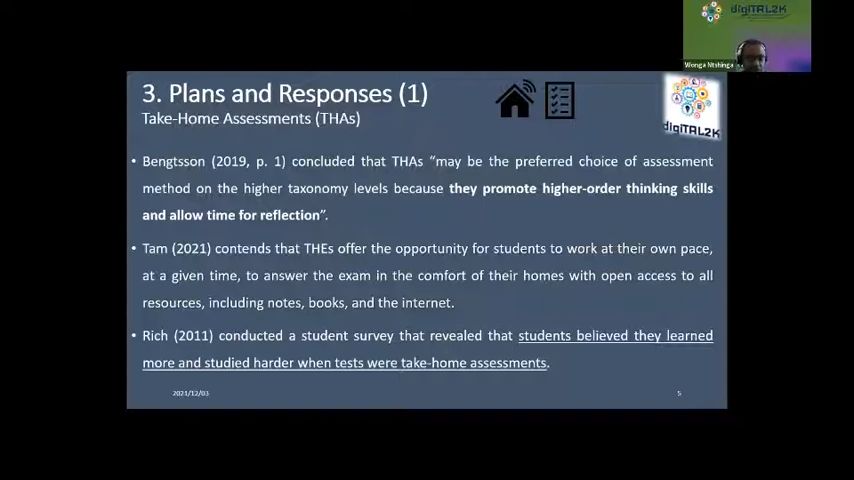 digiTAL2K
Wonga Ntshinga
3. Plans and Responses (1)
Take-Home Assessments (THAs)
digiTAL2K
• Bengtsson (2019, p. 1) concluded that THAs “may be the preferred choice of assessment
method on the higher taxonomy levels because they promote higher-order thinking skills
and allow time for reflection”.
• Tam (2021) contends that THEs offer the opportunity for students to work at their own pace,
at a given time, to answer the exam in the comfort of their homes with open access to all
resources, including notes, books, and the internet.
• Rich (2011) conducted a student survey that revealed that students believed they learned
more and studied harder when tests were take-home assessments.
2021/12/03
5